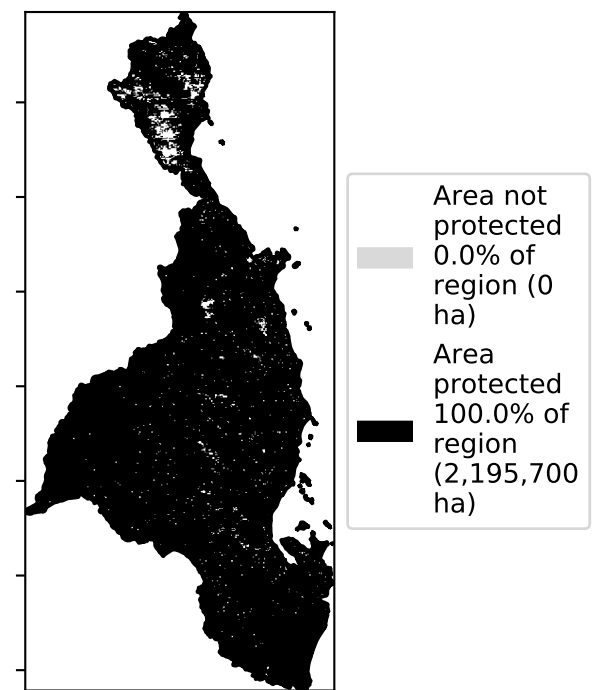 Area not
protected
0.0% of
region (0
ha)
Area
protected
100.0% of
region
(2,195,700
ha)